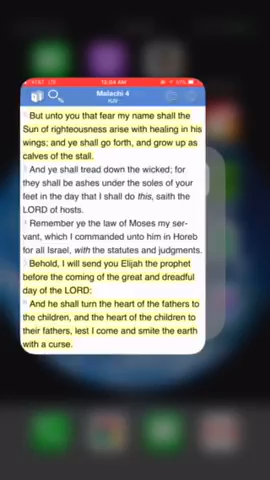 AT&T LTE 10:54 AM
Malachi 4
KJV
But unto you that fear my name shall the
Sun of righteousness arise with healing in his
wings; and ye shall go forth, and grow up as
calves of the stall.
And ye shall tread down the wicked; for
they shall be ashes under the soles of your
feet in the day that I shall do this, saith the
LORD of hosts.
Remember ye the law of Moses my ser-
vant, which I commanded unto him in Horeb
for all Israel, with the statutes and judgments.
Behold, I will send you Elijah the prophet
before the coming of the great and dreadful
day of the LORD:
And he shall turn the heart of the fathers to
the children, and the heart of the children to
their fathers, lest I come and smite the earth
with a curse.